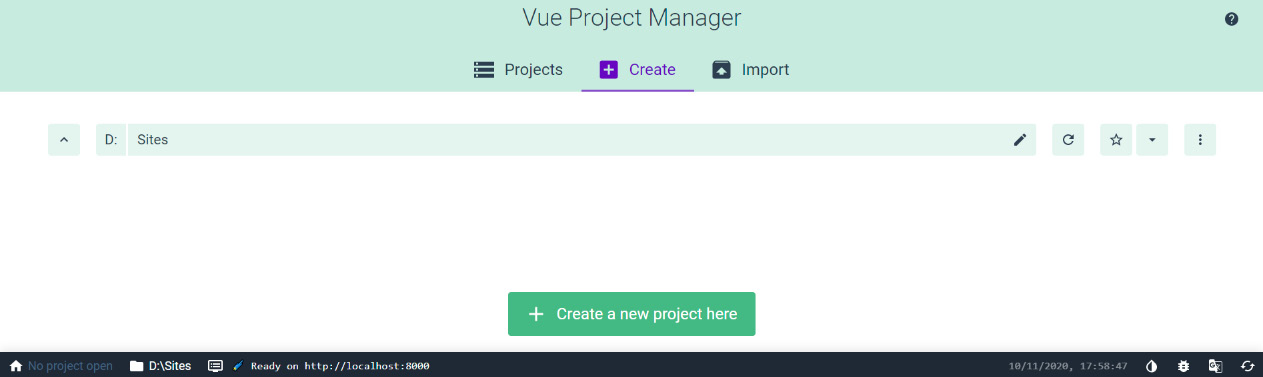 Vue Project Manager
Projects Create Import
D: Sites
Create a new project here
No project open D:\Sites Ready on http://localhost:8000 10/11/2020, 17:58:47